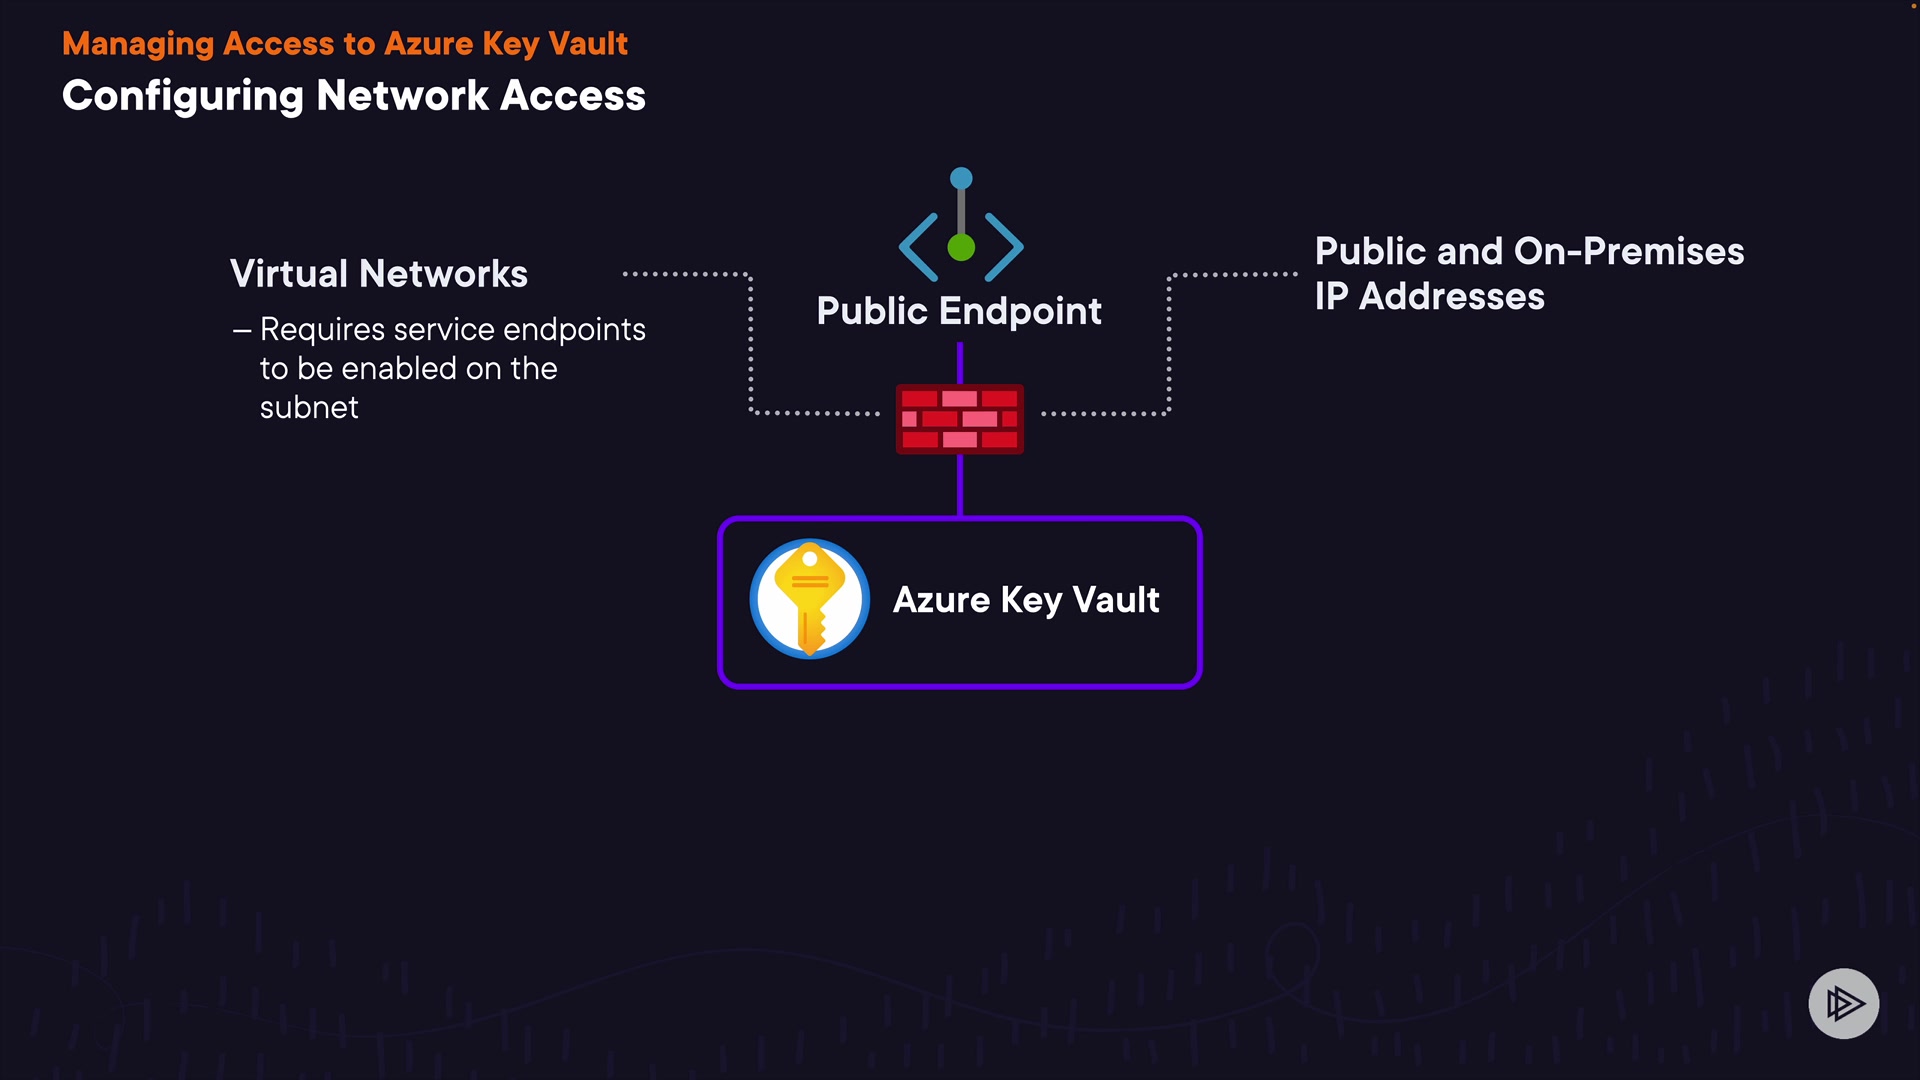 Managing Access to Azure Key Vault
Configuring Network Access
Virtual Networks
– Requires service endpoints
to be enabled on the
subnet
Public Endpoint
Public and On-Premises
IP Addresses
Azure Key Vault